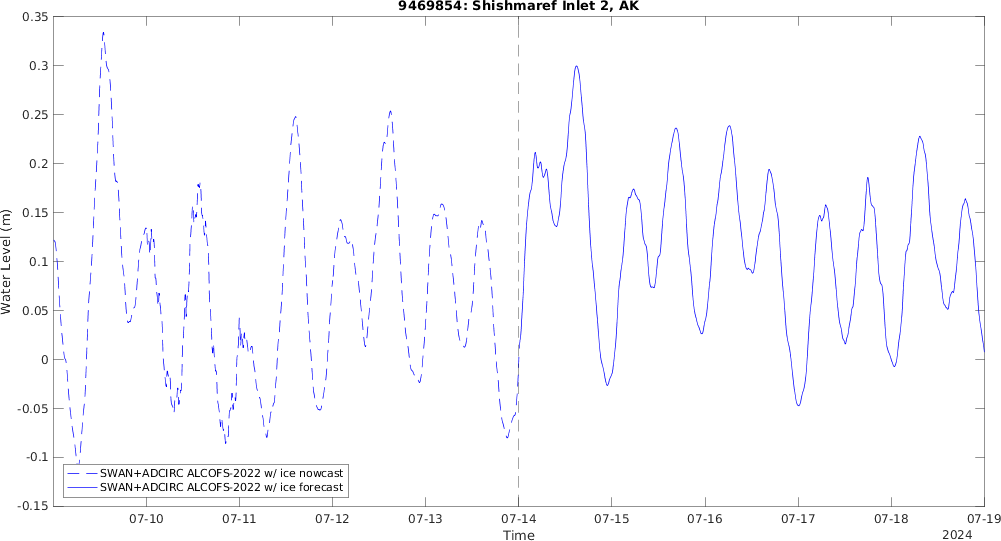 9469854: Shishmaref Inlet 2, AK
0.35
0.3
0.25
0.2
0.15
0.1
0.05
0
-0.05
-0.1
-0.15
Water Level (m)
SWAN+ADCIRC ALCOFS-2022 w/ ice nowcast
SWAN+ADCIRC ALCOFS-2022 w/ ice forecast
07-10 07-11 07-12 07-13 07-14 07-15 07-16 07-17 07-18 07-19
Time
2024